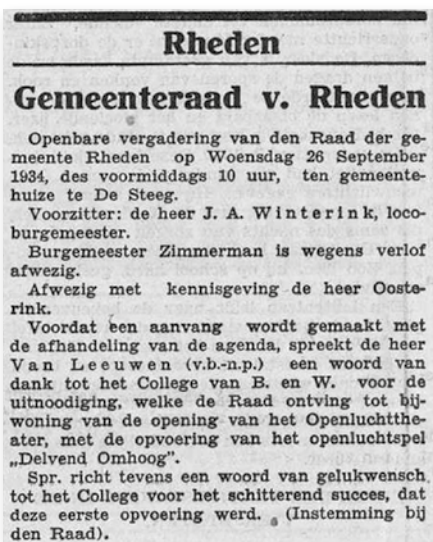 Rheden
Gemeenteraad v. Rheden
Openbare vergadering van den Raad der ge-
meente Rheden op Woensdag 26 September
1934, des voormiddags 10 uur, ten gemeente-
huize te De Steeg.
Voorzitter: de heer J. A. Winterink, loco-
burgemeester.
Burgemeester Zimmerman is wegens verlof
afwezig.
Afwezig met kennisgeving de heer Ooste-
rink.
Voordat een aanvang wordt gemaakt met
de afhandeling van de agenda, spreekt de heer
Van Leeuwen (v.b.-n.p.) een woord van
dank tot het College van B. en W. voor de
uitnoodiging, welke de Raad ontving tot bij-
woning van de opening van het Openluchtthe-
ater, met de opvoering van het openluchtspel
„Delvend Omhoog”.
Spr. richt tevens een woord van gelukwensch
tot het College voor het schitterend succes, dat
deze eerste opvoering werd. (Instemming bij
den Raad).